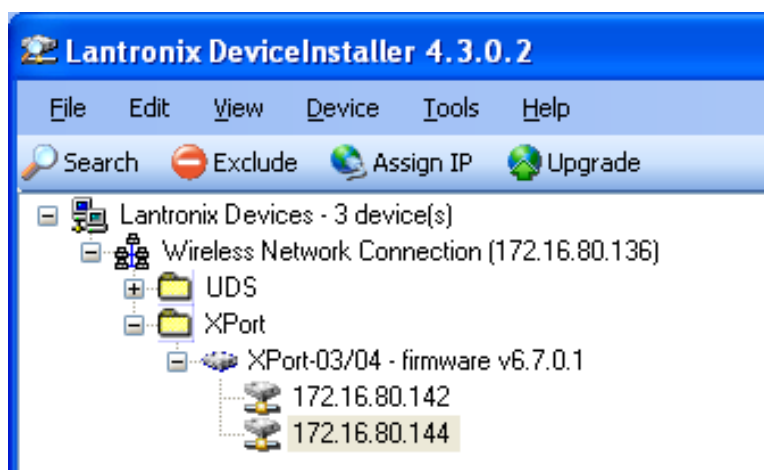 Lantronix DeviceInstaller 4.3.0.2
File Edit View Device Tools Help
Search Exclude Assign IP Upgrade
Lantronix Devices - 3 device(s)
Wireless Network Connection (172.16.80.136)
UDS
XPort
XPort-03/04 - firmware v6.7.0.1
172.16.80.142
172.16.80.144